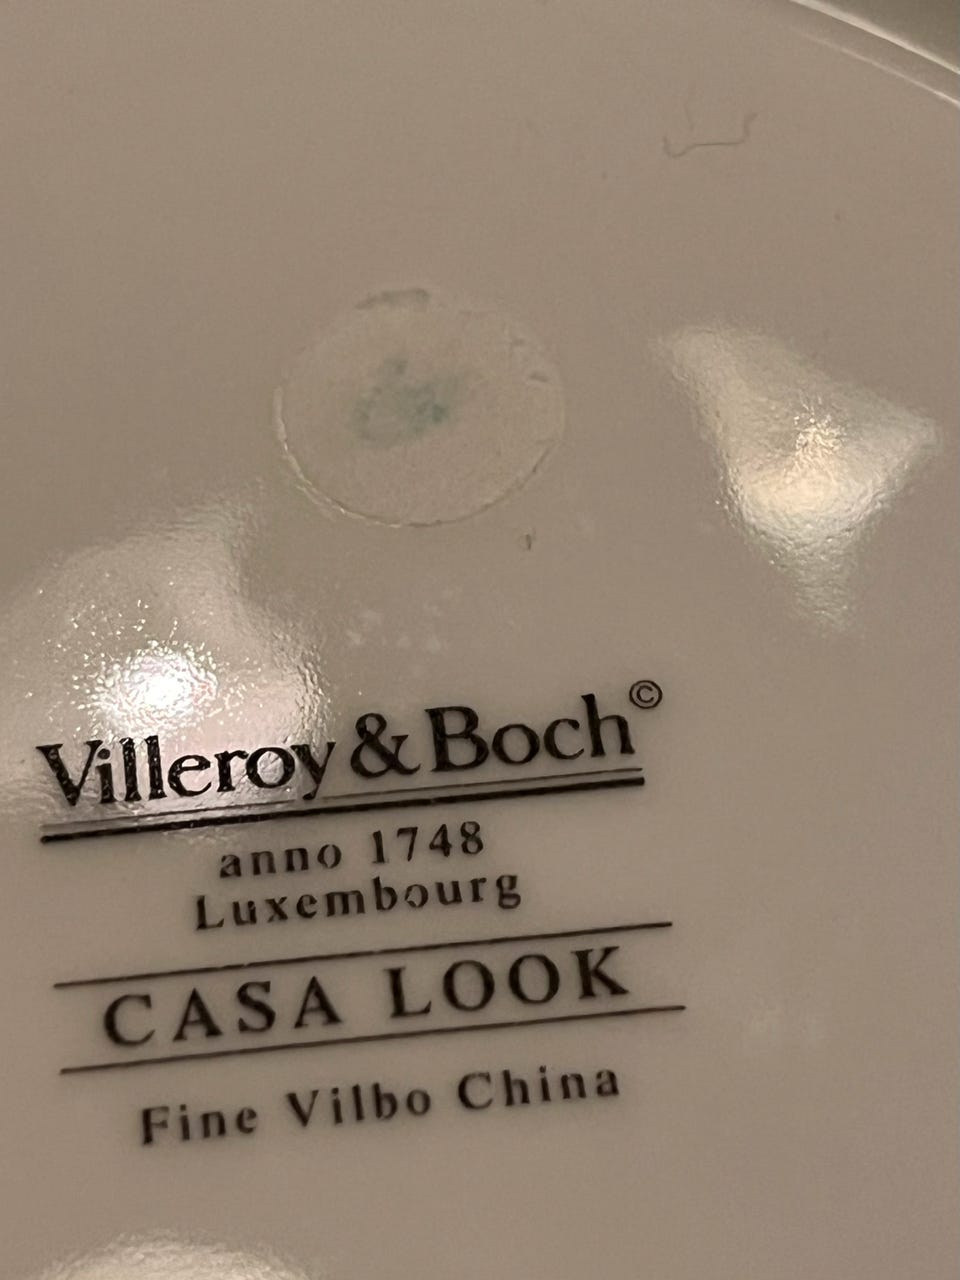 Villeroy & Boch©
anno 1748
Luxembourg
CASA LOOK
Fine Vilbo China